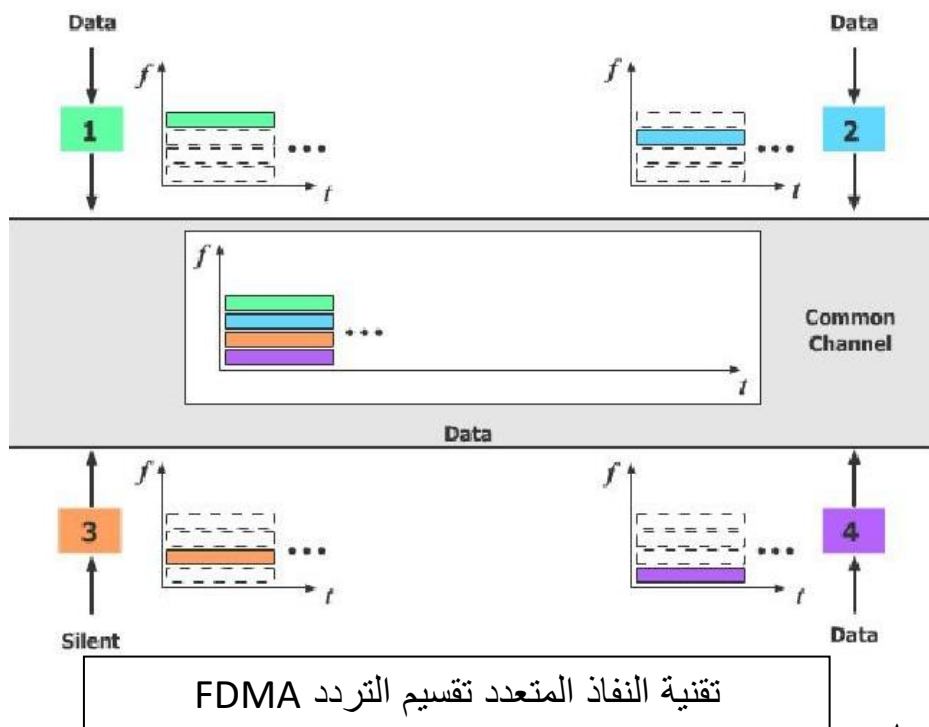 Data
Data
f
f
1
2
t
t
f
Common
Channel
t
Data
f
f
3
4
t
t
Silent
Data
تقنية النفاذ المتعدد تقسيم التردد FDMA